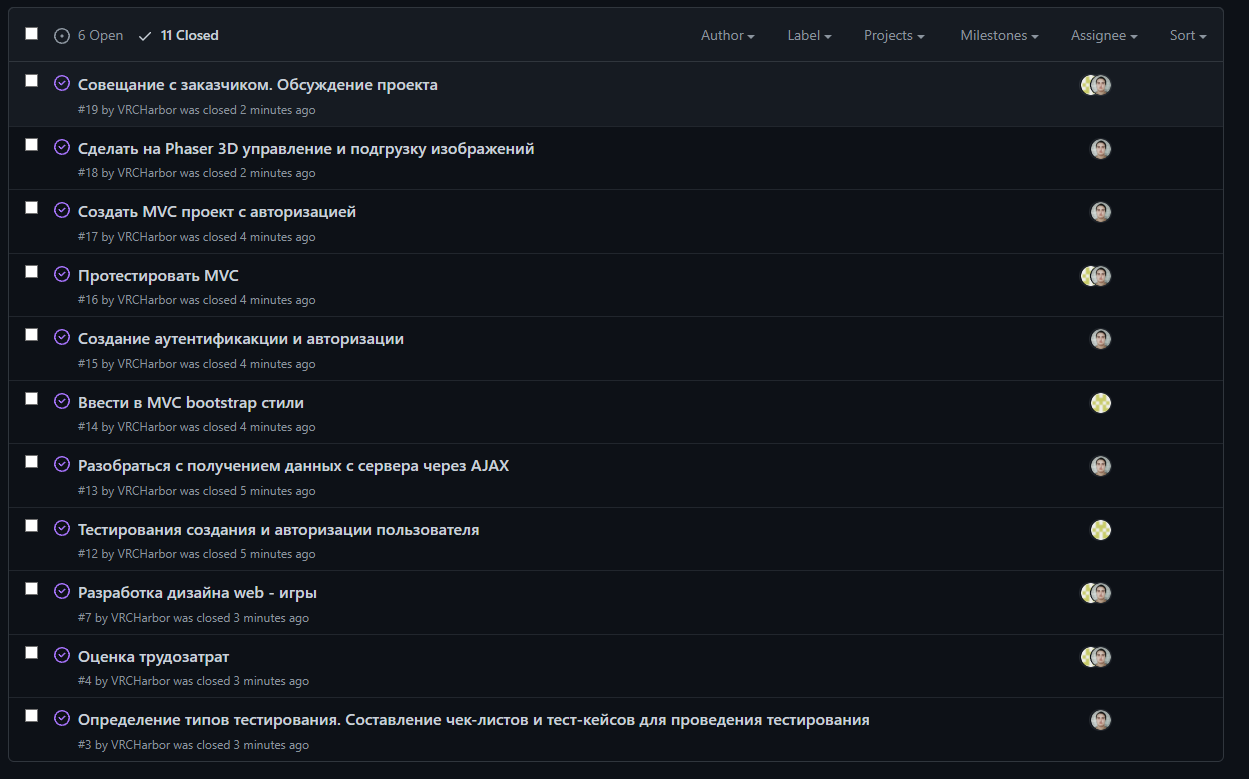 6 Open 11 Closed Author Label Projects Milestones Assignee Sort
Совещание с заказчиком. Обсуждение проекта
#19 by VRCHarbor was closed 2 minutes ago
Сделать на Phaser 3D управление и подгрузку изображений
#18 by VRCHarbor was closed 2 minutes ago
Создать MVC проект с авторизацией
#17 by VRCHarbor was closed 4 minutes ago
Протестировать MVC
#16 by VRCHarbor was closed 4 minutes ago
Создание аутентификакции и авторизации
#15 by VRCHarbor was closed 4 minutes ago
Ввести в MVC bootstrap стили
#14 by VRCHarbor was closed 4 minutes ago
Разобраться с получением данных с сервера через AJAX
#13 by VRCHarbor was closed 5 minutes ago
Тестирования создания и авторизации пользователя
#12 by VRCHarbor was closed 5 minutes ago
Разработка дизайна web - игры
#7 by VRCHarbor was closed 3 minutes ago
Оценка трудозатрат
#4 by VRCHarbor was closed 3 minutes ago
Определение типов тестирования. Составление чек-листов и тест-кейсов для проведения тестирования
#3 by VRCHarbor was closed 3 minutes ago